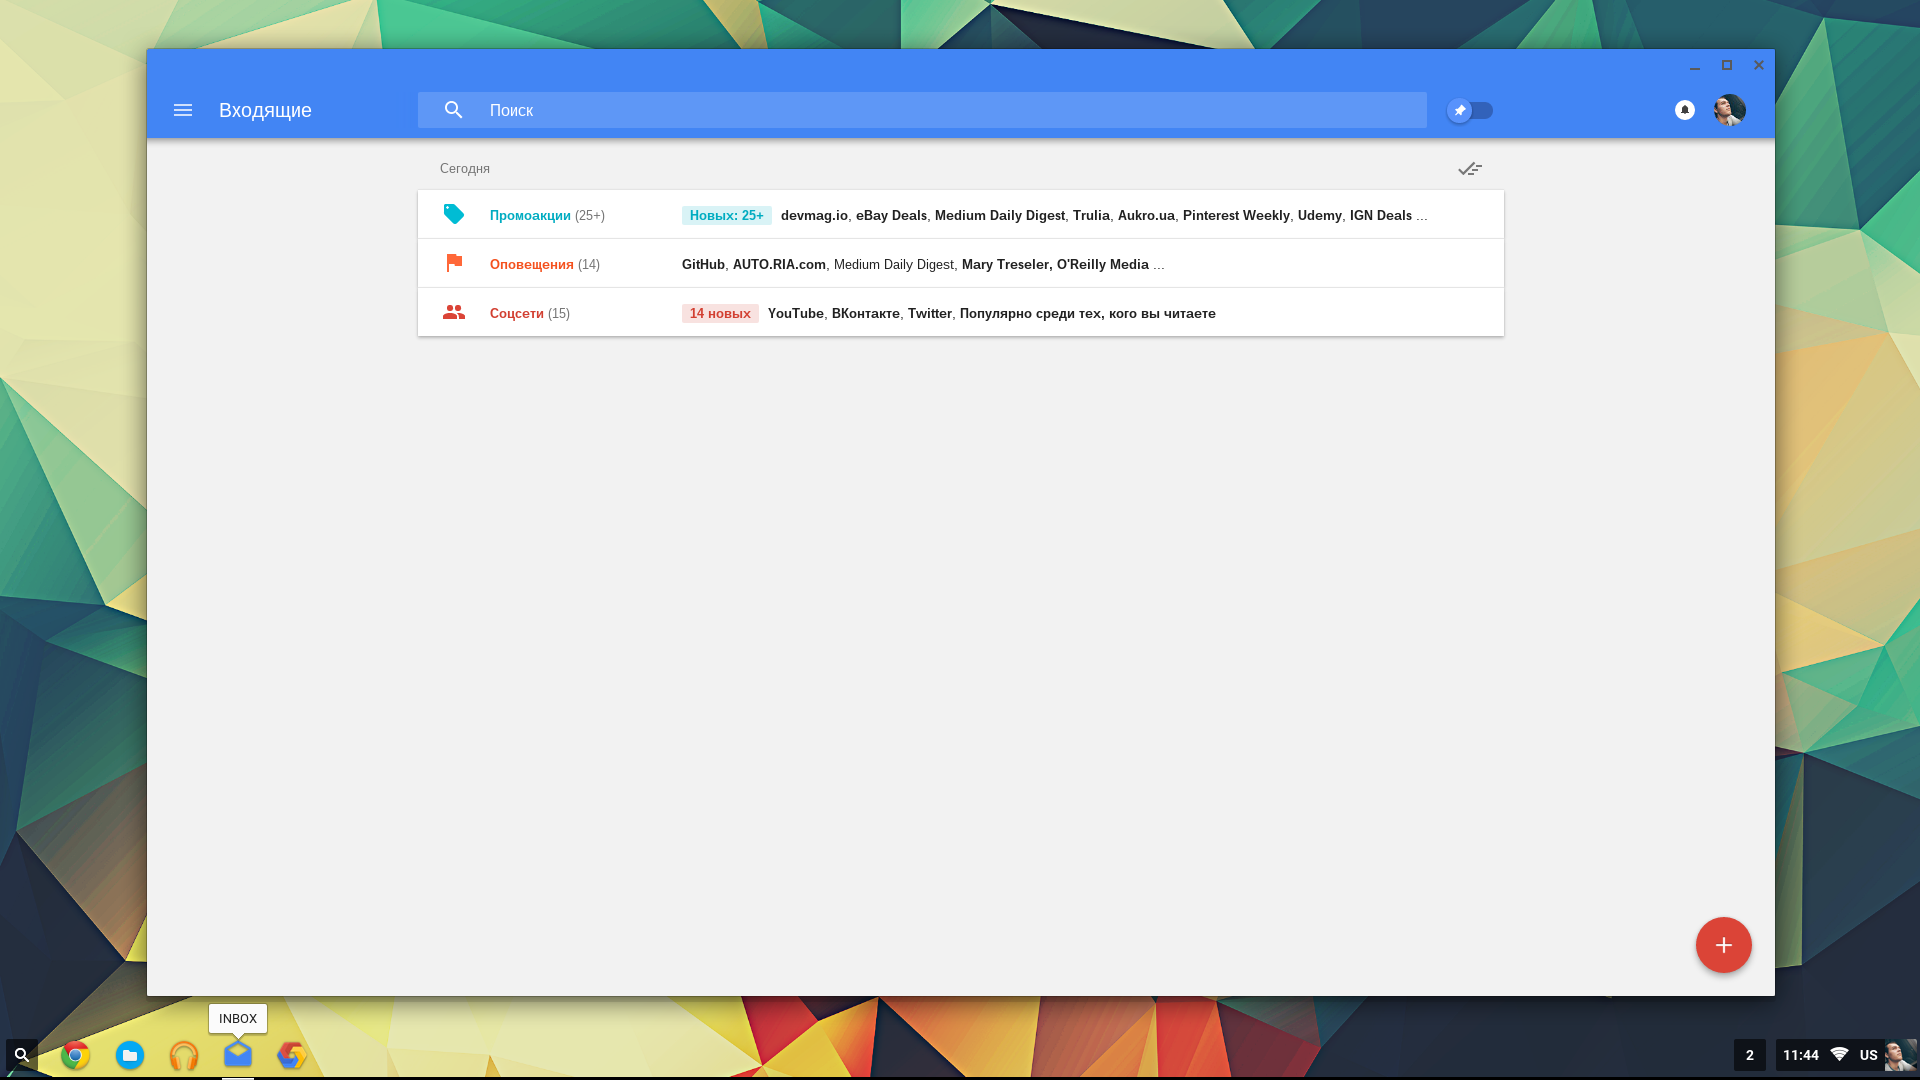 Входящие
Поиск
Сегодня
Промоакции (25+) Новых: 25+ devmag.io, eBay Deals, Medium Daily Digest, Trulia, Aukro.ua, Pinterest Weekly, Udemy, IGN Deals ...
Оповещения (14) GitHub, AUTO.RIA.com, Medium Daily Digest, Mary Treseler, O'Reilly Media ...
Соцсети (15) 14 новых YouTube, ВКонтакте, Twitter, Популярно среди тех, кого вы читаете
INBOX
2 11:44 US